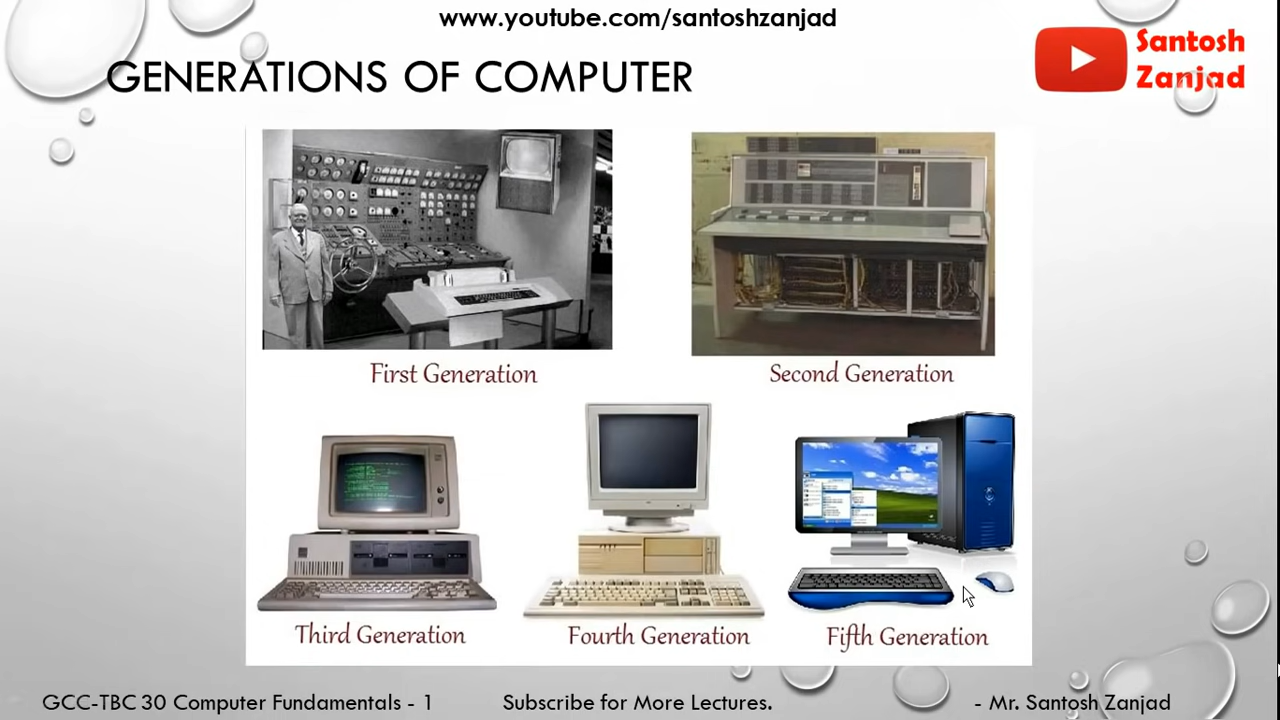 www.youtube.com/santoshzanjad
Santosh
Zanjad
GENERATIONS OF COMPUTER
First Generation
Second Generation
Third Generation
Fourth Generation
Fifth Generation
GCC-TBC 30 Computer Fundamentals - 1
Subscribe for More Lectures.
- Mr. Santosh Zanjad